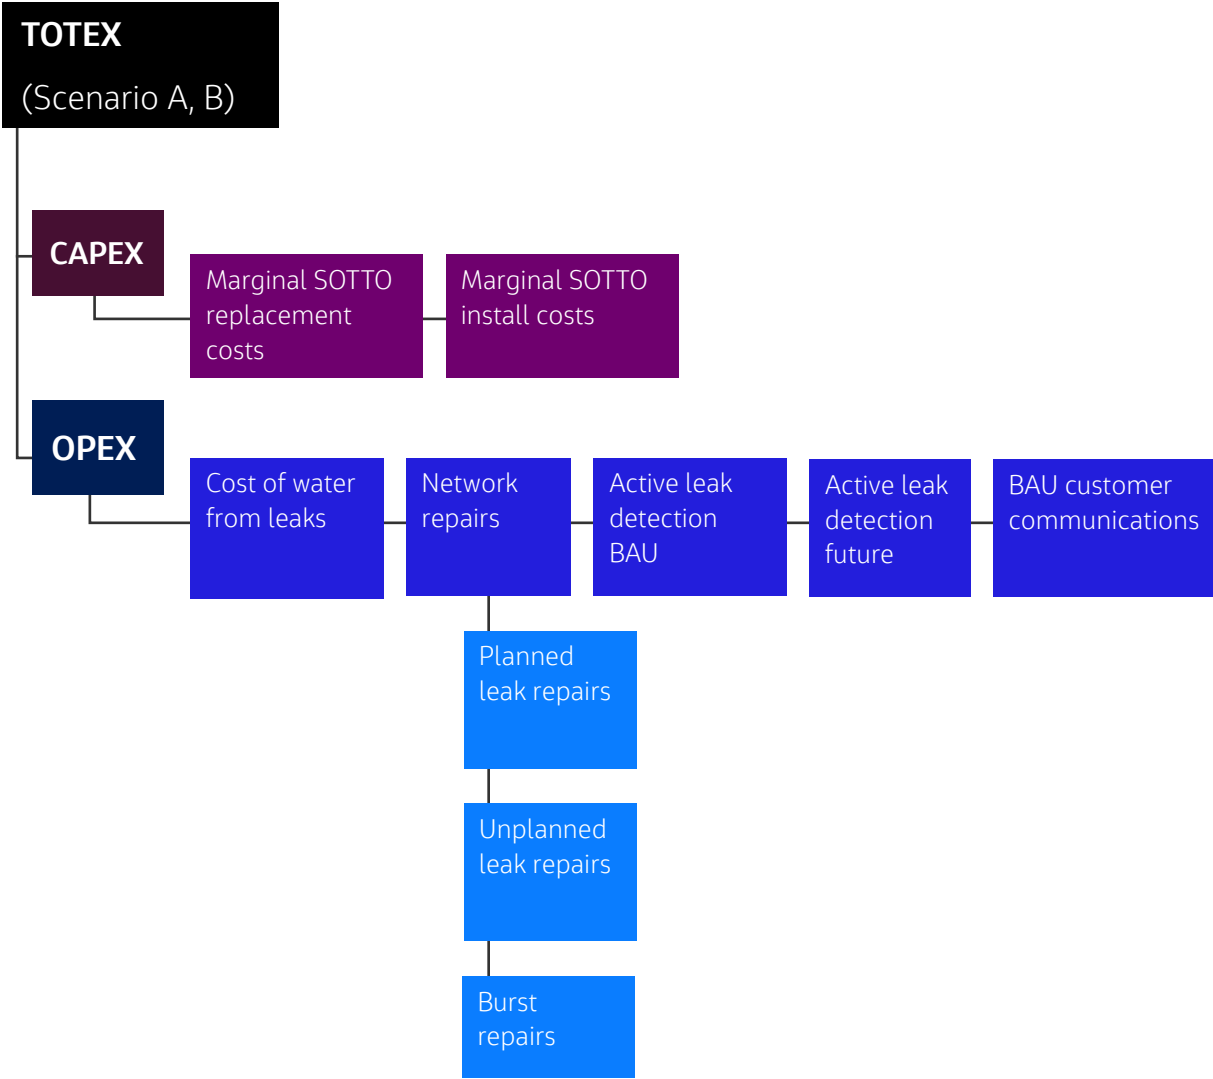 TOTEX
(Scenario A, B)
CAPEX
Marginal SOTTO
replacement
costs
Marginal SOTTO
install costs
OPEX
Cost of water
from leaks
Network
repairs
Active leak
detection
BAU
Active leak
detection
future
BAU customer
communications
Planned
leak repairs
Unplanned
leak repairs
Burst
repairs